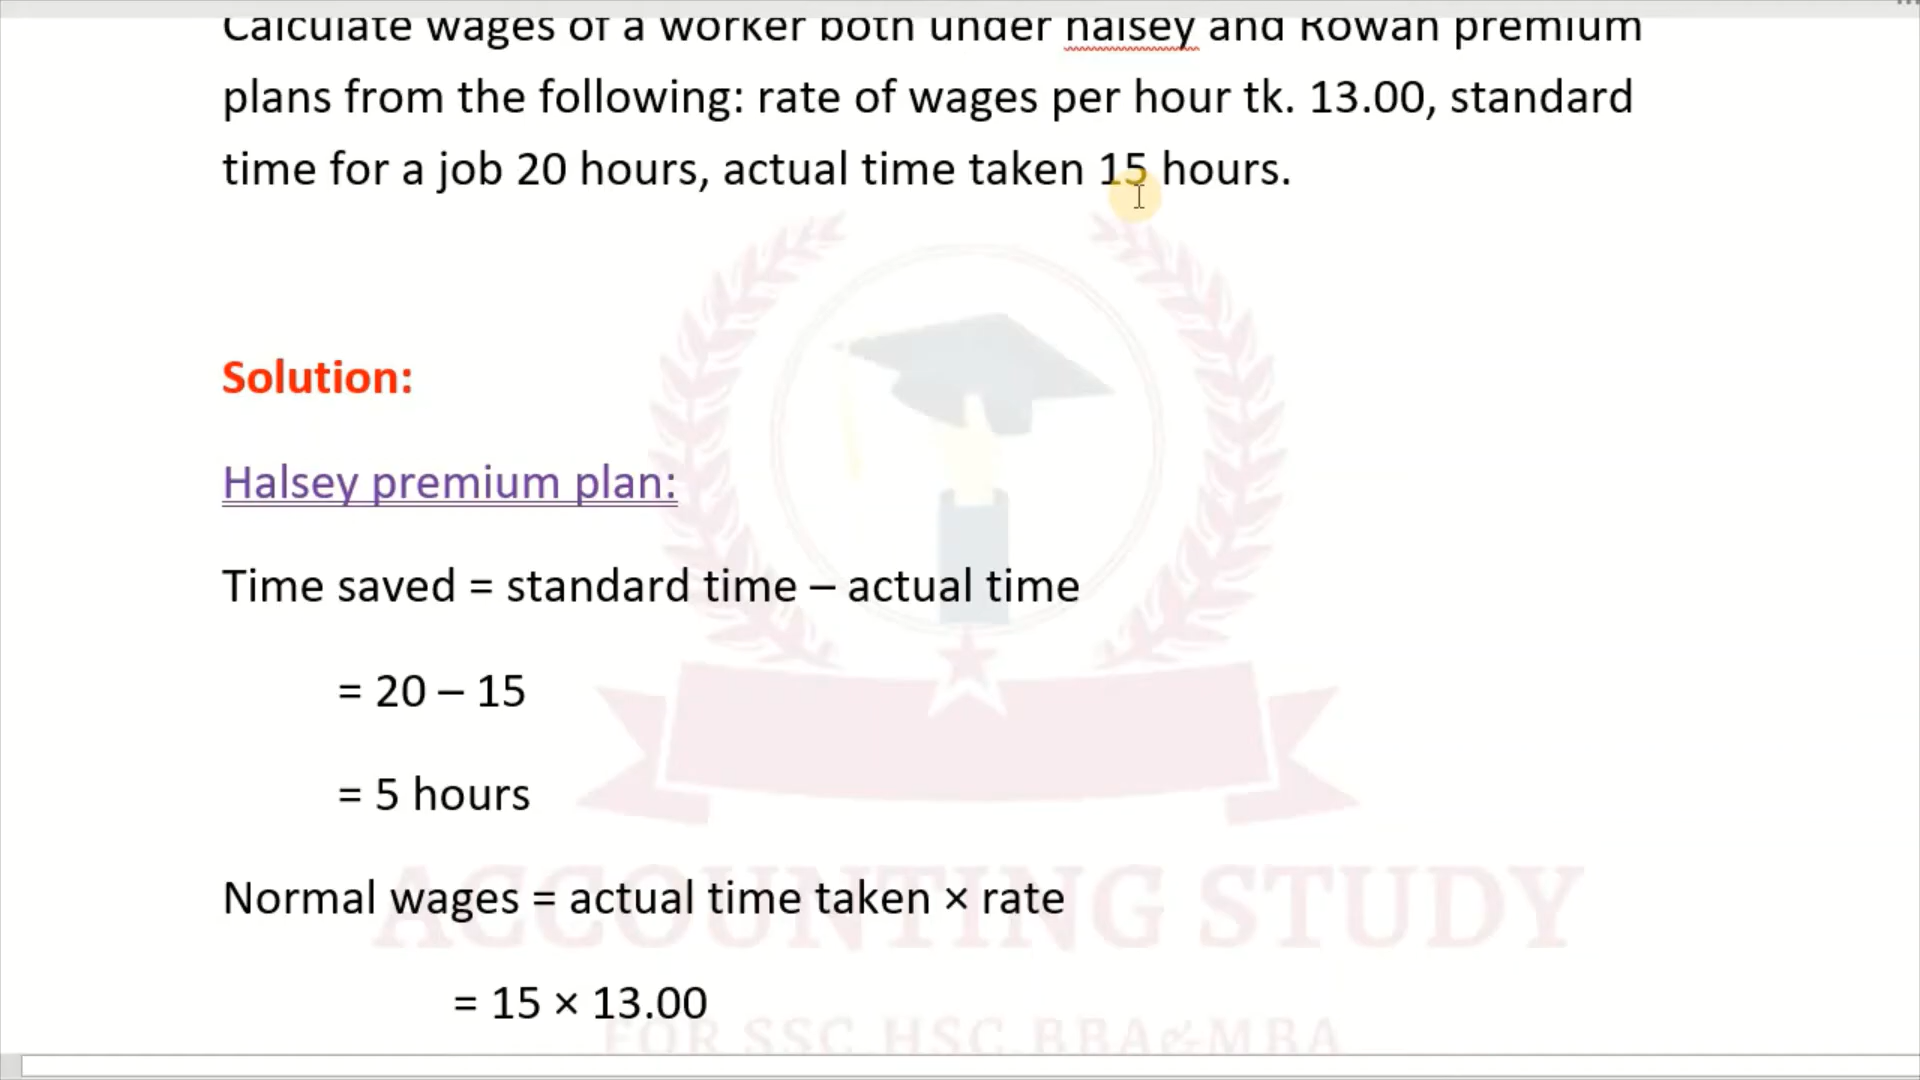 Calculate wages of a worker both under halsey and Rowan premium
plans from the following: rate of wages per hour tk. 13.00, standard
time for a job 20 hours, actual time taken 15 hours.
Solution:
Halsey premium plan:
Time saved = standard time – actual time
= 20 – 15
= 5 hours
Normal wages = actual time taken × rate
= 15 × 13.00
ACCOUNTING STUDY
FOR SSC, HSC, BBA & MBA